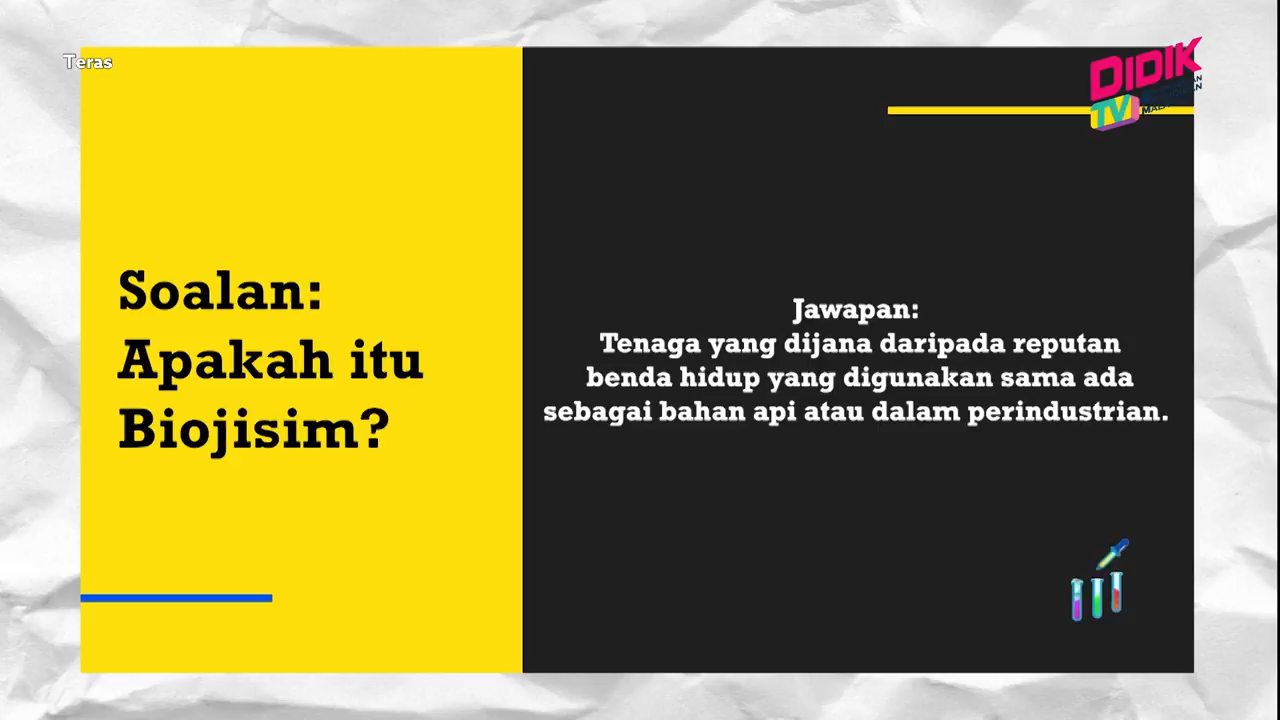 Teras
DIDIK
TV
Soalan:
Apakah itu
Biojisim?
Jawapan:
Tenaga yang dijana daripada reputan
benda hidup yang digunakan sama ada
sebagai bahan api atau dalam perindustrian.